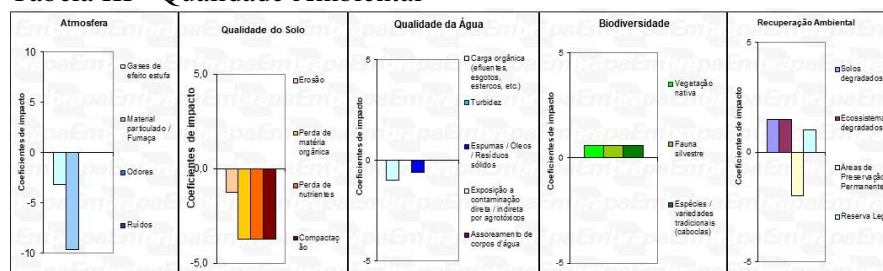 Tabela III - Qualidade Ambiental
Atmosfera
Coeficientes de impacto
10
5
0
-5
-10
Gases de
efeito estufa
Material
particulado /
Fumaça
Odores
Ruídos
Qualidade do Solo
Coeficientes de impacto
5,0
0,0
-5,0
Erosão
Perda de
matéria
orgânica
Perda de
nutrientes
Compactaç
ão
Qualidade da Água
Coeficientes de impacto
5
0
-5
Carga orgânica
(efluentes,
esgotos,
estercos, etc.)
Turbidez
Espumas / Óleos
/ Resíduos
sólidos
Exposição a
contaminação
direta / indireta
por agrotóxicos
Assoreamento de
corpos d'água
Biodiversidade
Coeficientes de impacto
5
0
-5
Vegetação
nativa
Fauna
silvestre
Espécies /
variedades
tradicionais
(caboclas)
Recuperação Ambiental
Coeficientes de impacto
5
0
-5
Solos
degradados
Ecossistema
degradados
Áreas de
Preservação
Permanente
Reserva Leg